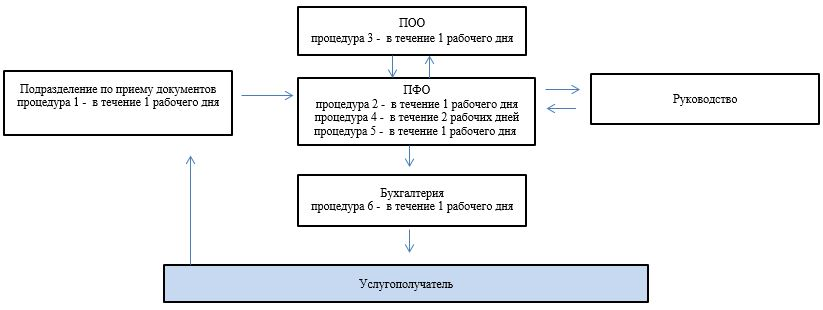 ПОО
процедура 3 - в течение 1 рабочего дня
Подразделение по приему документов
процедура 1 - в течение 1 рабочего дня
ПФО
процедура 2 - в течение 1 рабочего дня
процедура 4 - в течение 2 рабочих дней
процедура 5 - в течение 1 рабочего дня
Руководство
Бухгалтерия
процедура 6 - в течение 1 рабочего дня
Услугополучатель